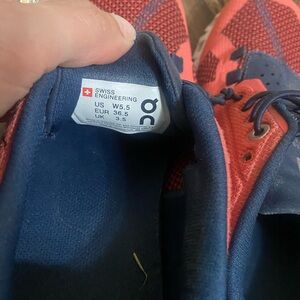 SWISS
ENGINEERING
US W5.5
EUR 36.5
UK 3.5